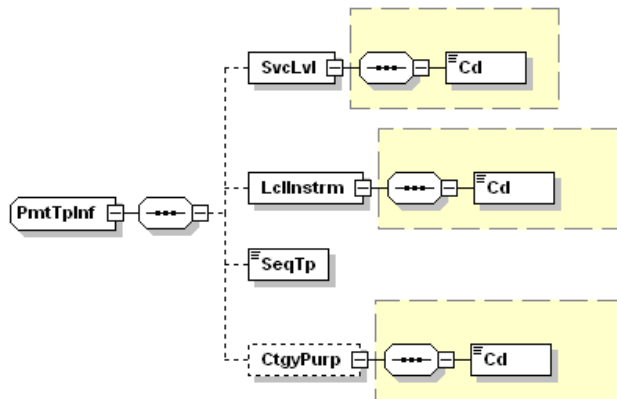 SvcLvl
Cd
LclInstrm
Cd
PmtTpInf
SeqTp
CtgyPurp
Cd